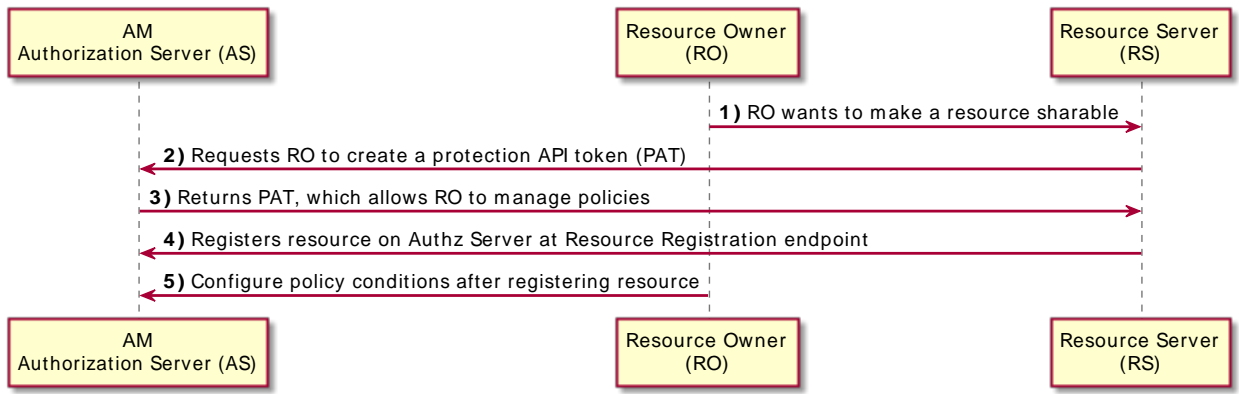 AM
Authorization Server (AS)
Resource Owner
(RO)
Resource Server
(RS)
1) RO wants to make a resource sharable
2) Requests RO to create a protection API token (PAT)
3) Returns PAT, which allows RO to manage policies
4) Registers resource on Authz Server at Resource Registration endpoint
5) Configure policy conditions after registering resource
AM
Authorization Server (AS)
Resource Owner
(RO)
Resource Server
(RS)